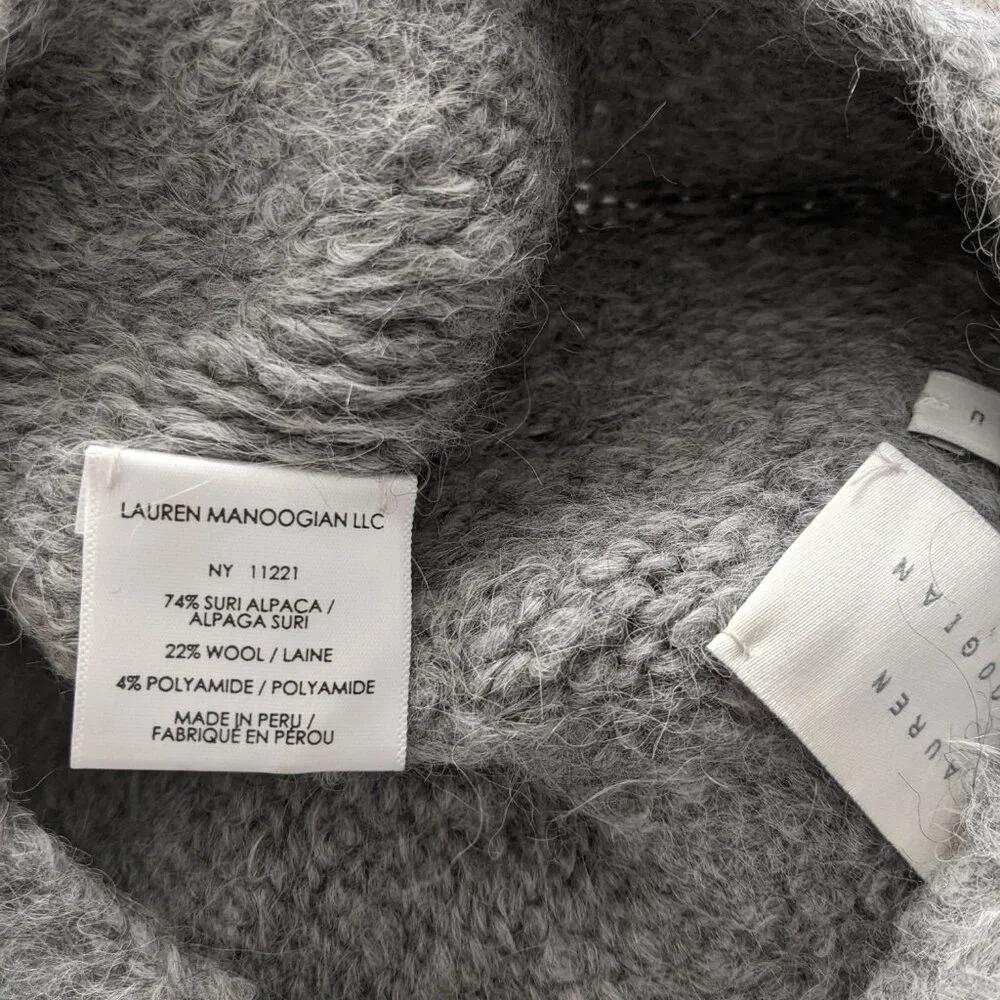 LAUREN MANOOGIAN LLC
NY 11221
74% SURI ALPACA /
ALPAGA SURI
22% WOOL / LAINE
4% POLYAMIDE / POLYAMIDE
MADE IN PERU /
FABRIQUÉ EN PÉROU
LAUREN